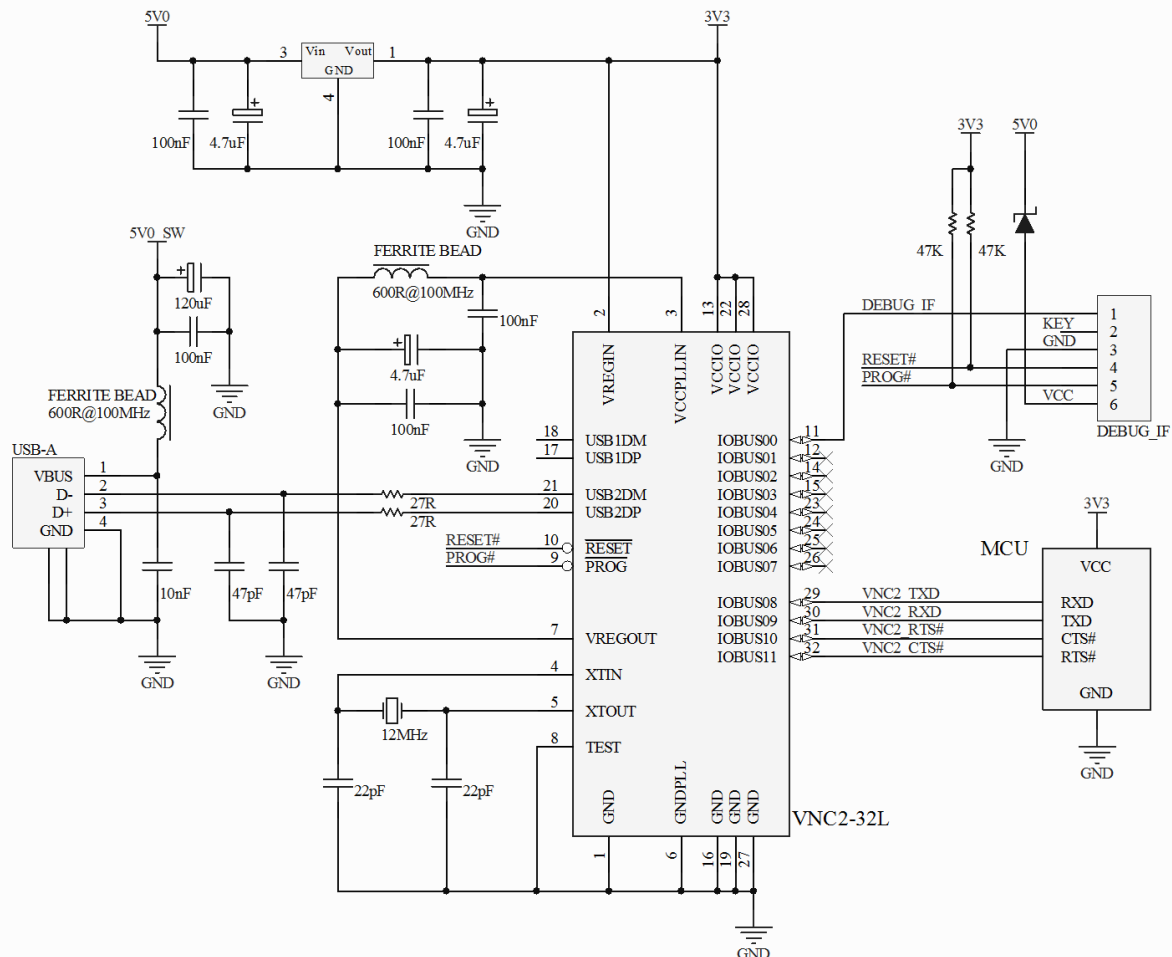 5V0
3V3
3
Vin
Vout
1
GND
4
100nF
4.7uF
100nF
4.7uF
GND
3V3
5V0
47K
47K
5V0_SW
120uF
100nF
GND
FERRITE BEAD
600R@100MHz
FERRITE BEAD
600R@100MHz
100nF
4.7uF
100nF
GND
2
3
13
22
28
VREGIN
VCCPLLIN
VCCIO
VCCIO
VCCIO
DEBUG_IF
1
KEY
2
GND
3
RESET#
4
PROG#
5
VCC
6
DEBUG_IF
GND
USB-A
VBUS
1
D-
2
D+
3
GND
4
10nF
47pF
47pF
GND
GND
27R
27R
18
USB1DM
17
USB1DP
21
USB2DM
20
USB2DP
RESET#
10
RESET
PROG#
9
PROG
7
VREGOUT
4
XTIN
5
XTOUT
8
TEST
12MHz
22pF
22pF
IOBUS00
11
IOBUS01
12
IOBUS02
14
IOBUS03
15
IOBUS04
23
IOBUS05
24
IOBUS06
25
IOBUS07
26
IOBUS08
29
VNC2_TXD
IOBUS09
30
VNC2_RXD
IOBUS10
31
VNC2_RTS#
IOBUS11
32
VNC2_CTS#
3V3
MCU
VCC
RXD
TXD
CTS#
RTS#
GND
GND
GND
GNDPLL
GND
GND
GND
VNC2-32L
1
6
16
19
27
GND